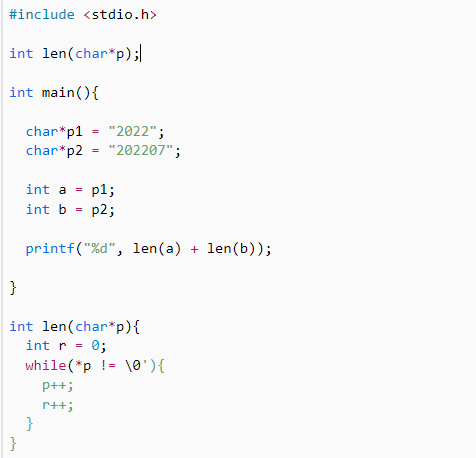 #include <stdio.h>
int len(char*p);
int main(){
char*p1 = "2022";
char*p2 = "202207";
int a = p1;
int b = p2;
printf("%d", len(a) + len(b));
}
int len(char*p){
int r = 0;
while(*p != \0'){
p++;
r++;
}
}